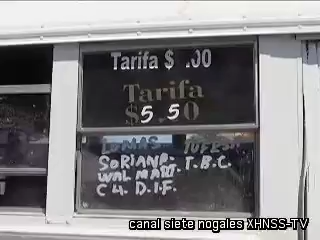 Tarifa $ .00
Tarifa
$5.50
LOMAS
SORIANA- T.B.C.
WAL MART-
C4. D.I.F.
canal siete nogales XHNSS-TV